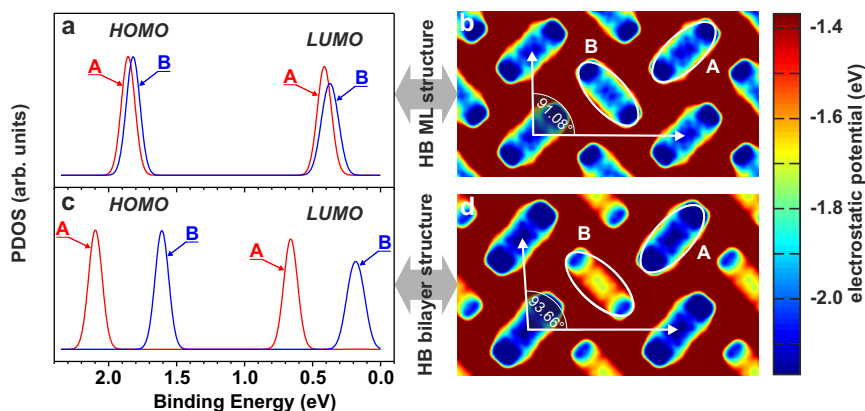 a
HOMO
LUMO
A
B
A
B
PDOS (arb. units)
c
HOMO
LUMO
A
B
A
B
2.0
1.5
1.0
0.5
0.0
Binding Energy (eV)
HB ML structure
HB bilayer structure
b
B
A
91.08°
d
B
A
93.66°
-1.4
-1.6
-1.8
-2.0
electrostatic potential (eV)